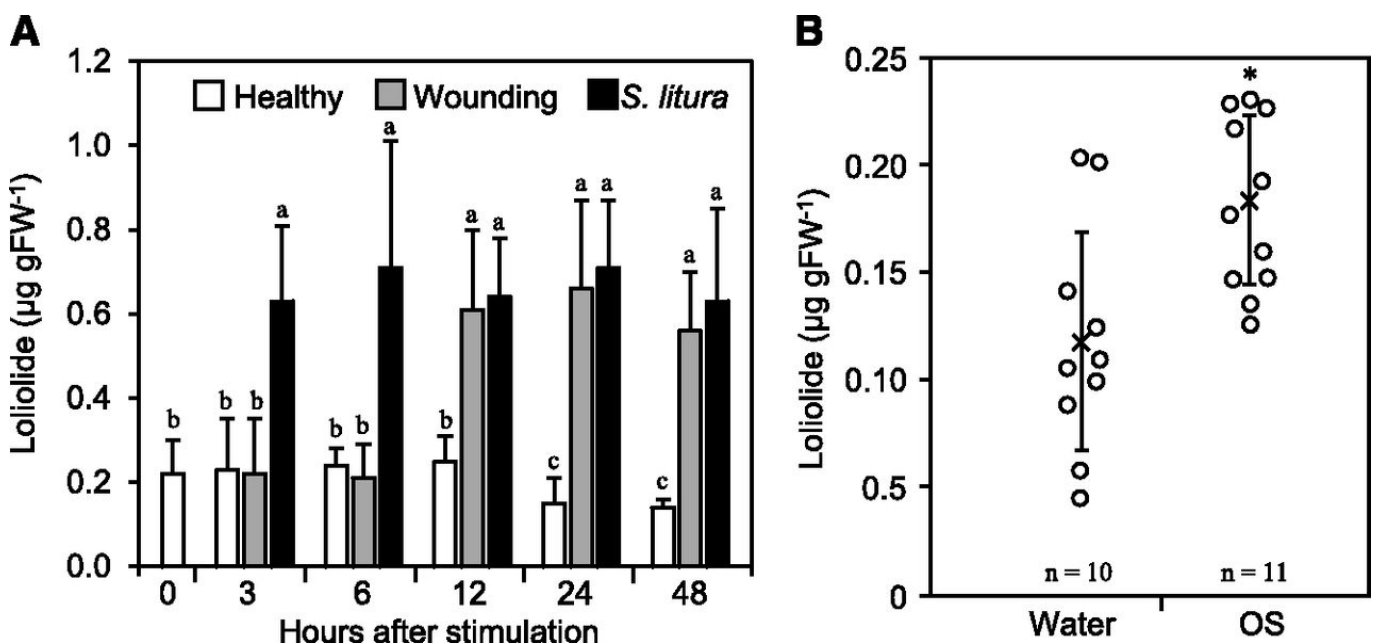 A
Loliolide (µg gFW⁻¹)
1.2
1.0
0.8
0.6
0.4
0.2
0.0
Healthy Wounding S. litura
b
b b a
b b a
b a a
c a a
c a a
0 3 6 12 24 48
Hours after stimulation
B
Loliolide (µg gFW⁻¹)
0.25
0.20
0.15
0.10
0.5
0
*
n = 10 n = 11
Water OS